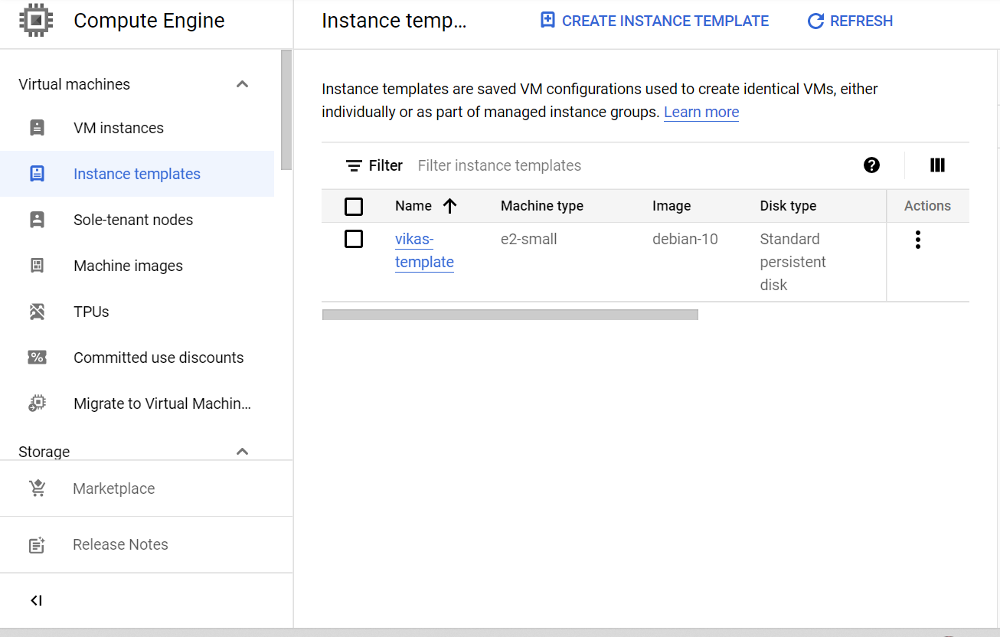 Compute Engine
Virtual machines
VM instances
Instance templates
Sole-tenant nodes
Machine images
TPUs
Committed use discounts
Migrate to Virtual Machin...
Storage
Marketplace
Release Notes
Instance temp...
CREATE INSTANCE TEMPLATE
REFRESH
Instance templates are saved VM configurations used to create identical VMs, either
individually or as part of managed instance groups. Learn more
Filter Filter instance templates
Name Machine type Image Disk type Actions
vikas- e2-small debian-10 Standard
template persistent
disk